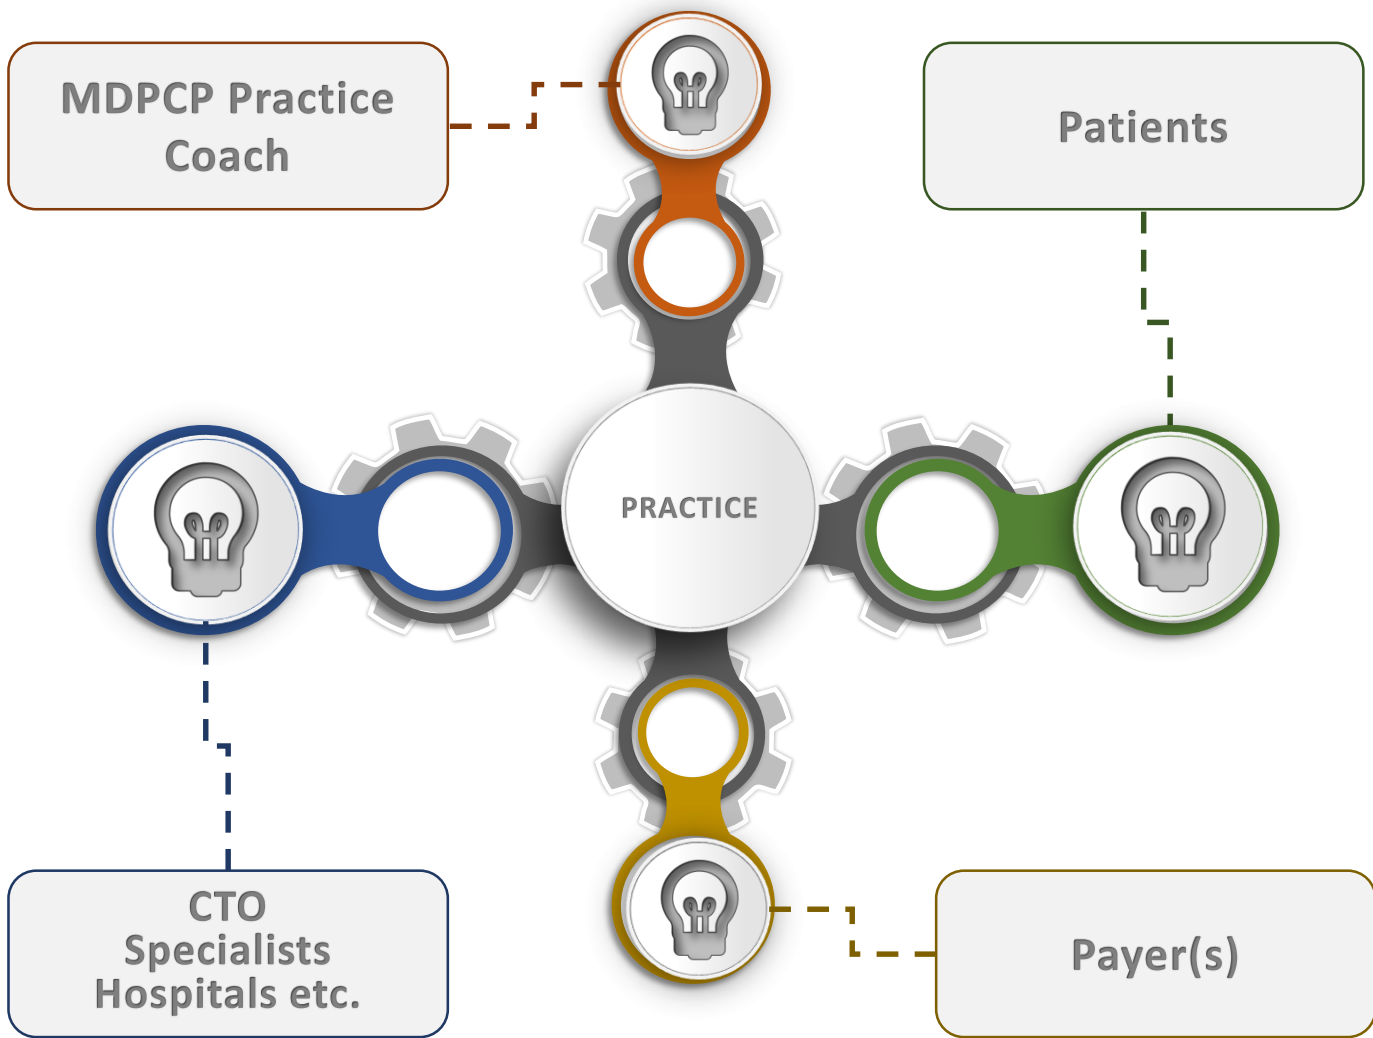 MDPCP Practice
Coach
Patients
PRACTICE
CTO
Specialists
Hospitals etc.
Payer(s)